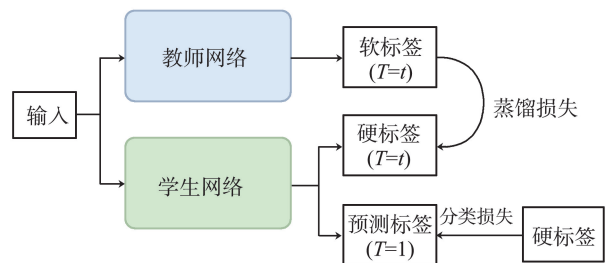 教师网络
软标签
(T=t)
输入
蒸馏损失
硬标签
(T=t)
学生网络
预测标签
(T=1)
分类损失
硬标签